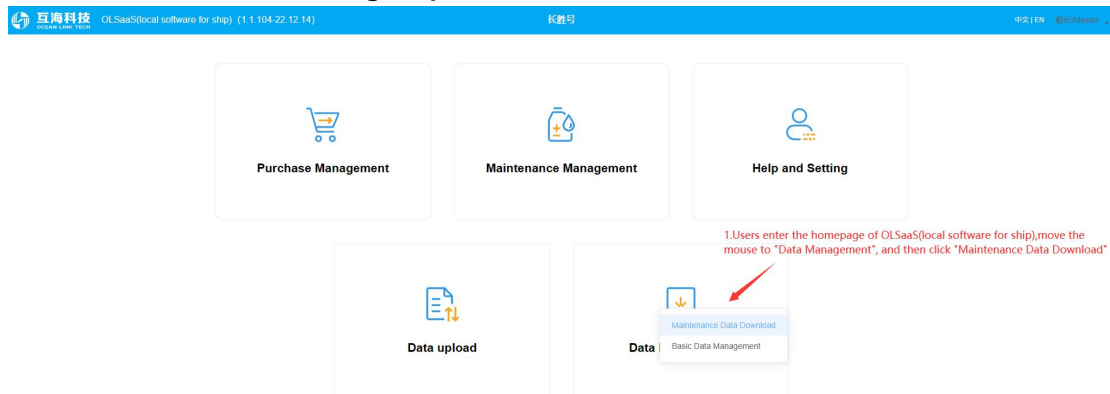 互海科技
OCEAN LINK TECH
OLSaaS(local software for ship) (1.1.104-22.12.14)
长胜号
中文 | EN
船长/Master
Purchase Management
Maintenance Management
Help and Setting
1.Users enter the homepage of OLSaaS(local software for ship),move the
mouse to "Data Management", and then click "Maintenance Data Download"
Data upload
Data
Maintenance Data Download
Basic Data Management